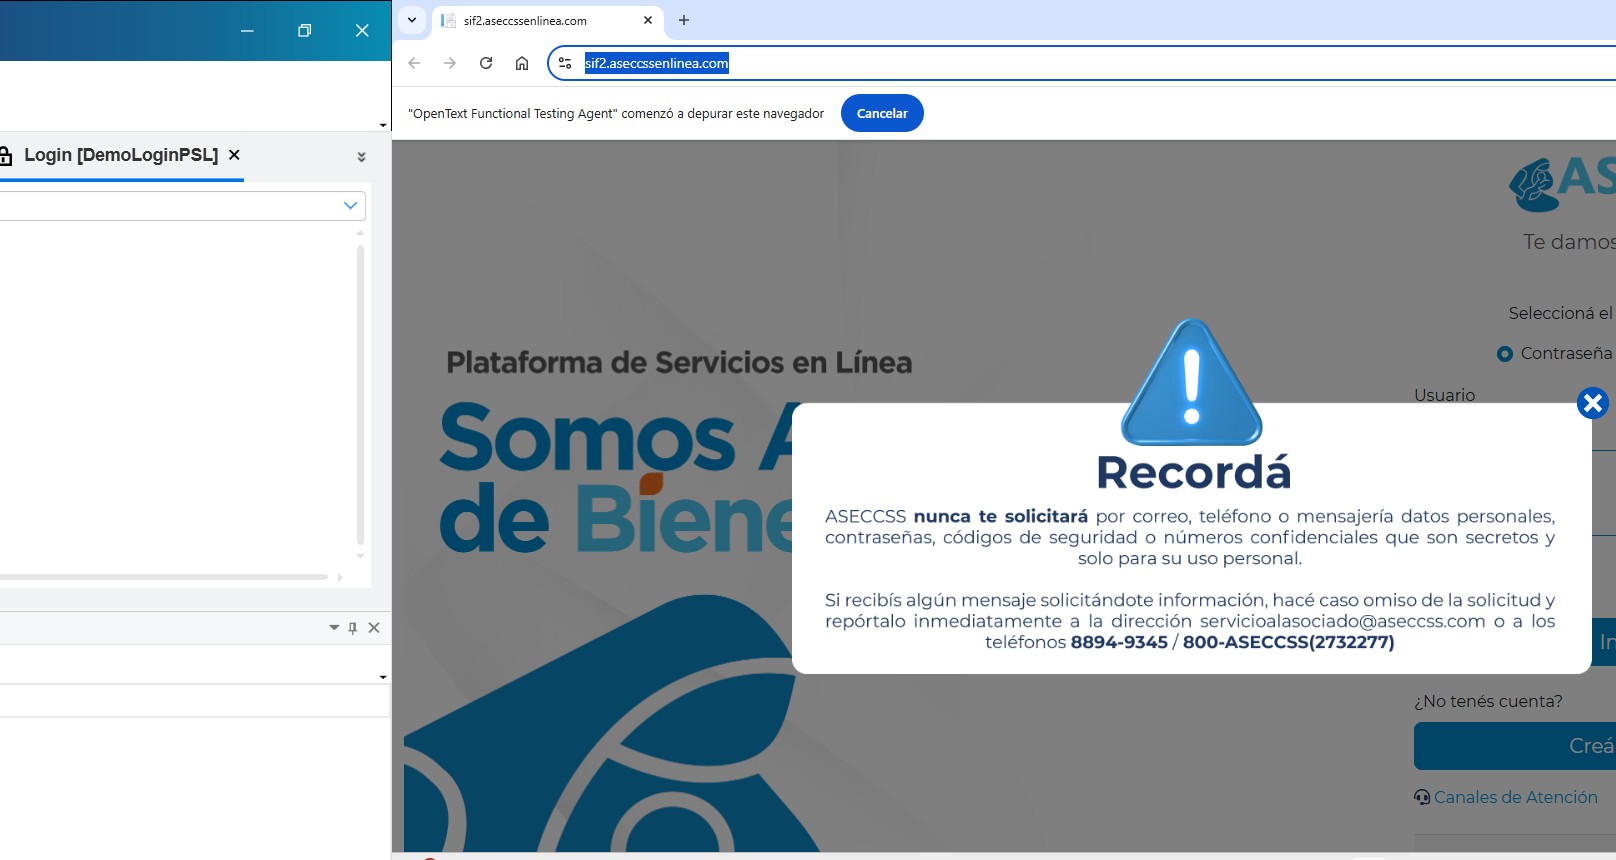 sif2.aseccssenlinea.com
sif2.aseccssenlinea.com
"OpenText Functional Testing Agent" comenzó a depurar este navegador
Cancelar
Login [DemoLoginPSL]
AS
Te damos
Seleccioná el
Contraseña
Usuario
Plataforma de Servicios en Línea
Somos A
de Biene
Recordá
ASECCSS nunca te solicitará por correo, teléfono o mensajería datos personales,
contraseñas, códigos de seguridad o números confidenciales que son secretos y
solo para su uso personal.
Si recibís algún mensaje solicitándote información, hacé caso omiso de la solicitud y
repórtalo inmediatamente a la dirección servicioalasociado@aseccss.com o a los
teléfonos 8894-9345 / 800-ASECCSS(2732277)
In
¿No tenés cuenta?
Creá
Canales de Atención